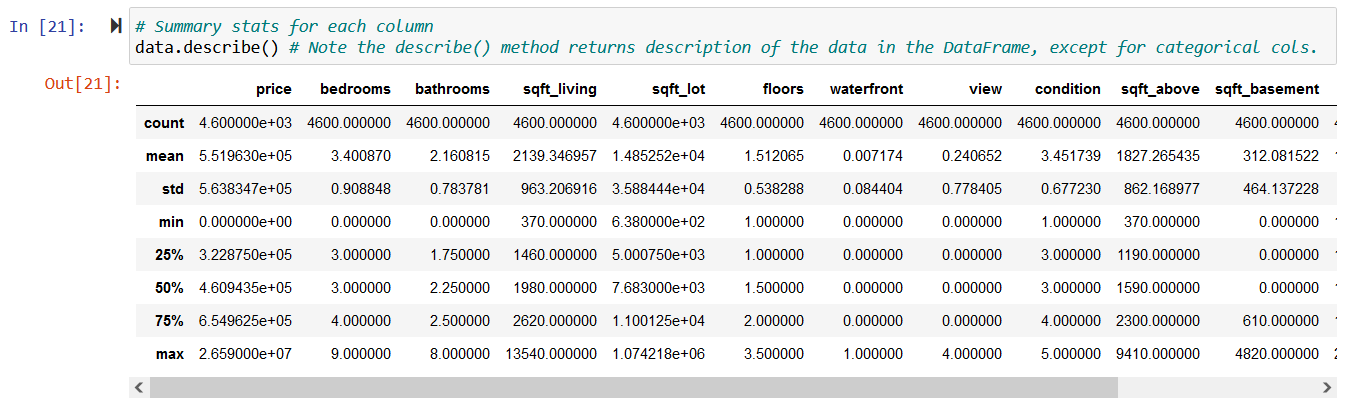 In [21]: # Summary stats for each column
data.describe() # Note the describe() method returns description of the data in the DataFrame, except for categorical cols.
Out[21]:
price bedrooms bathrooms sqft_living sqft_lot floors waterfront view condition sqft_above sqft_basement
count 4.600000e+03 4600.000000 4600.000000 4600.000000 4.600000e+03 4600.000000 4600.000000 4600.000000 4600.000000 4600.000000 4600.000000
mean 5.519630e+05 3.400870 2.160815 2139.346957 1.485252e+04 1.512065 0.007174 0.240652 3.451739 1827.265435 312.081522
std 5.638347e+05 0.908848 0.783781 963.206916 3.588444e+04 0.538288 0.084404 0.778405 0.677230 862.168977 464.137228
min 0.000000e+00 0.000000 0.000000 370.000000 6.380000e+02 1.000000 0.000000 0.000000 1.000000 370.000000 0.000000
25% 3.228750e+05 3.000000 1.750000 1460.000000 5.000750e+03 1.000000 0.000000 0.000000 3.000000 1190.000000 0.000000
50% 4.609435e+05 3.000000 2.250000 1980.000000 7.683000e+03 1.500000 0.000000 0.000000 3.000000 1590.000000 0.000000
75% 6.549625e+05 4.000000 2.500000 2620.000000 1.100125e+04 2.000000 0.000000 0.000000 4.000000 2300.000000 610.000000
max 2.659000e+07 9.000000 8.000000 13540.000000 1.074218e+06 3.500000 1.000000 4.000000 5.000000 9410.000000 4820.000000